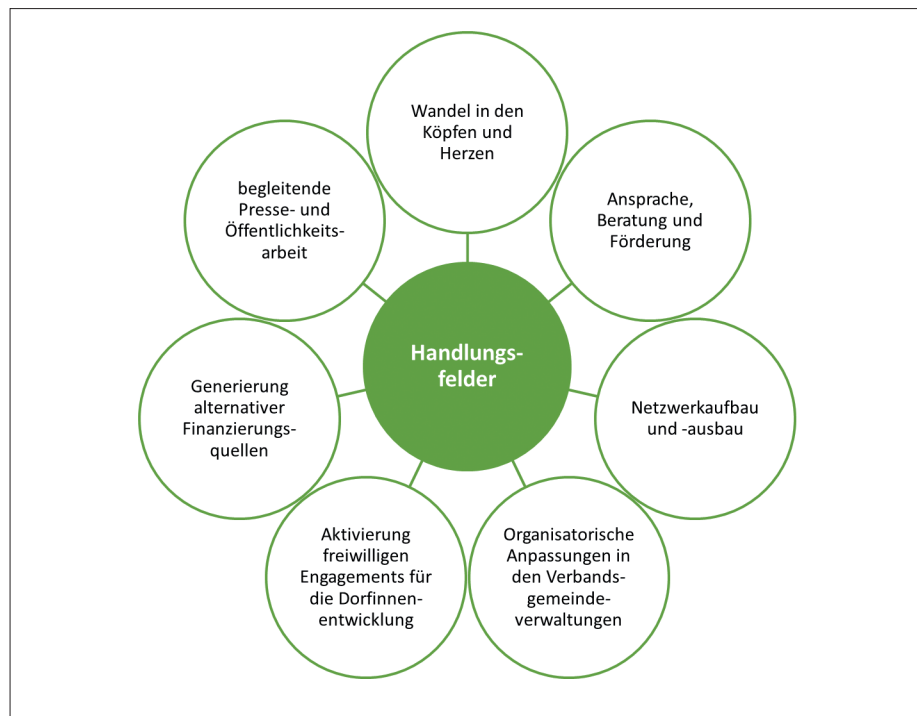 Wandel in den
Köpfen und
Herzen
Ansprache,
Beratung und
Förderung
Netzwerkaufbau
und -ausbau
Organisatorische
Anpassungen in
den Verbands-
gemeinde-
verwaltungen
Aktivierung
freiwilligen
Engagements für
die Dorfinnen-
entwicklung
Generierung
alternativer
Finanzierungs-
quellen
begleitende
Presse- und
Öffentlichkeits-
arbeit
Handlungs-
felder